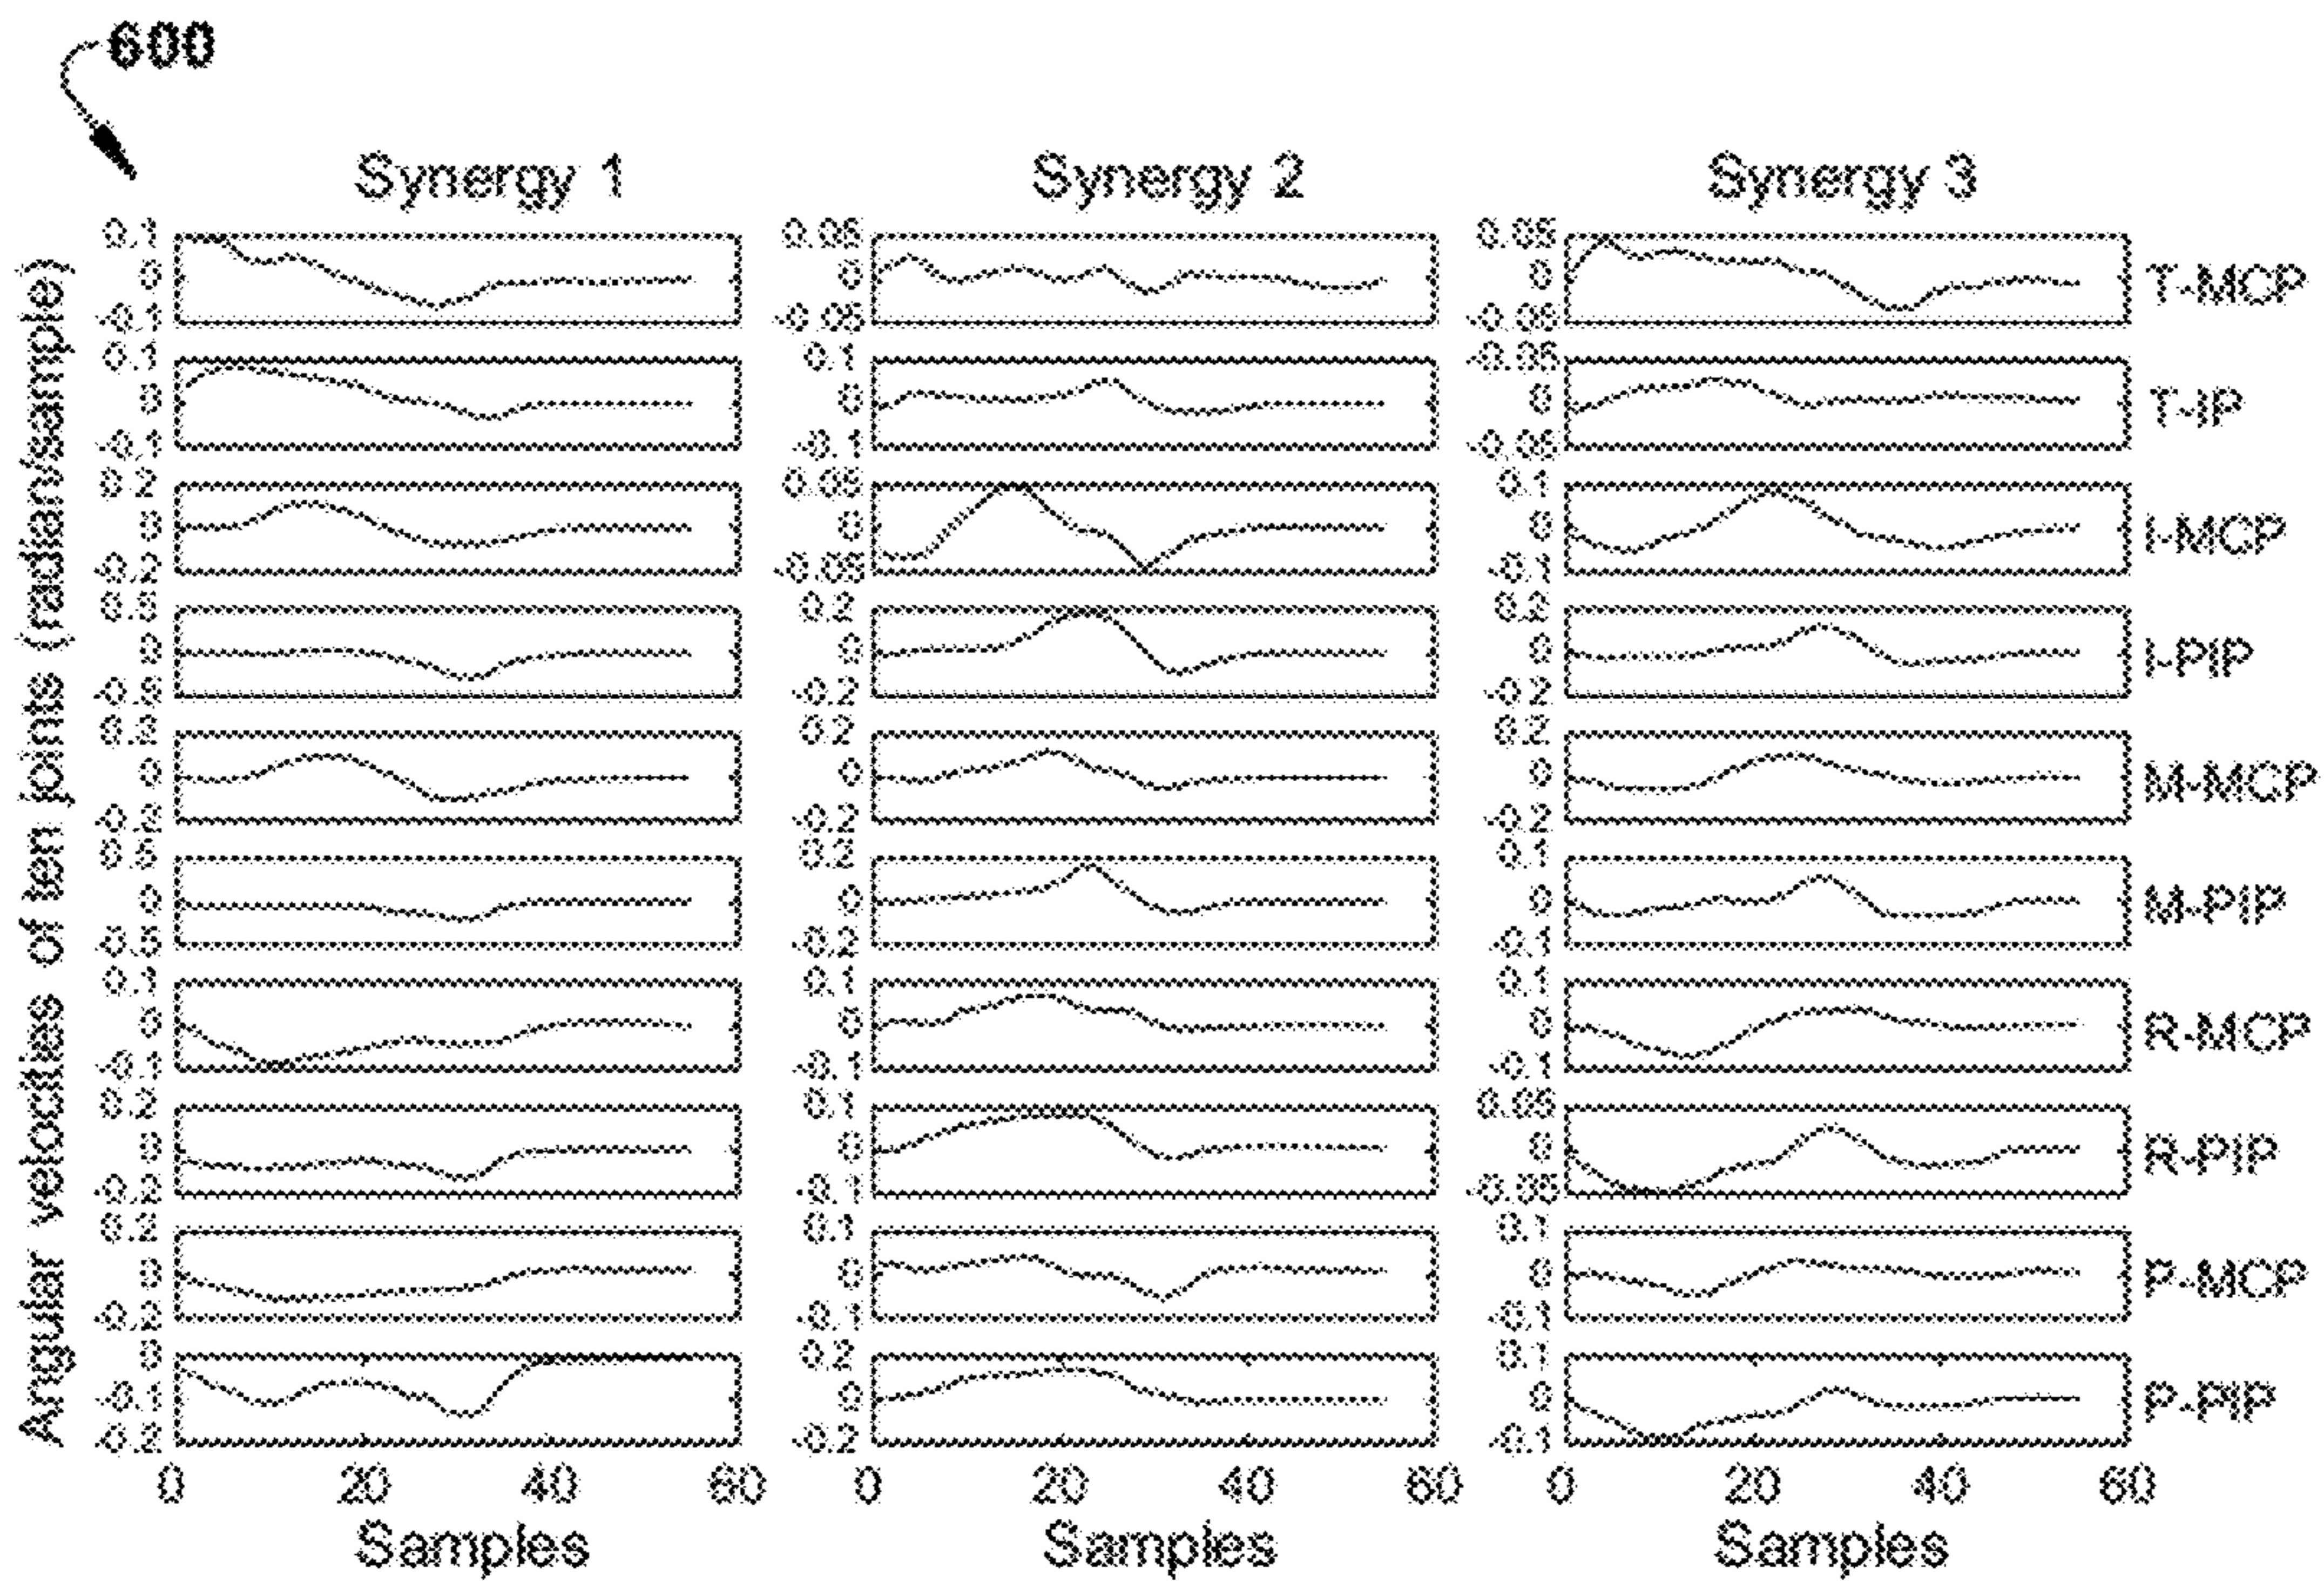 600
Synergy 1 Synergy 2 Synergy 3
Angular velocities of ten joints (radian/sample)
0.1 0.05 0.05
0 0 0 T-MCP
-0.1 -0.05 -0.05
0.1 0.1 -0.05
0 0 0 T-IP
-0.1 -0.1 -0.05
0.2 0.05 0.1
0 0 0 I-MCP
-0.2 -0.05 -0.1
0.5 0.2 0.2
0 0 0 I-PIP
-0.5 -0.2 -0.2
0.2 0.2 0.2
0 0 0 M-MCP
-0.2 -0.2 -0.2
0.5 0.2 0.1
0 0 0 M-PIP
-0.5 -0.2 -0.1
0.1 0.1 0.1
0 0 0 R-MCP
-0.1 -0.1 -0.1
0.2 0.1 0.05
0 0 0 R-PIP
-0.2 -0.1 -0.05
0.2 0.1 0.1
0 0 0 P-MCP
-0.2 -0.1 -0.1
0 0.2 0.1
-0.1 0 0 P-PIP
-0.2 -0.2 -0.1
0 20 40 60 0 20 40 60 0 20 40 60
Samples Samples Samples